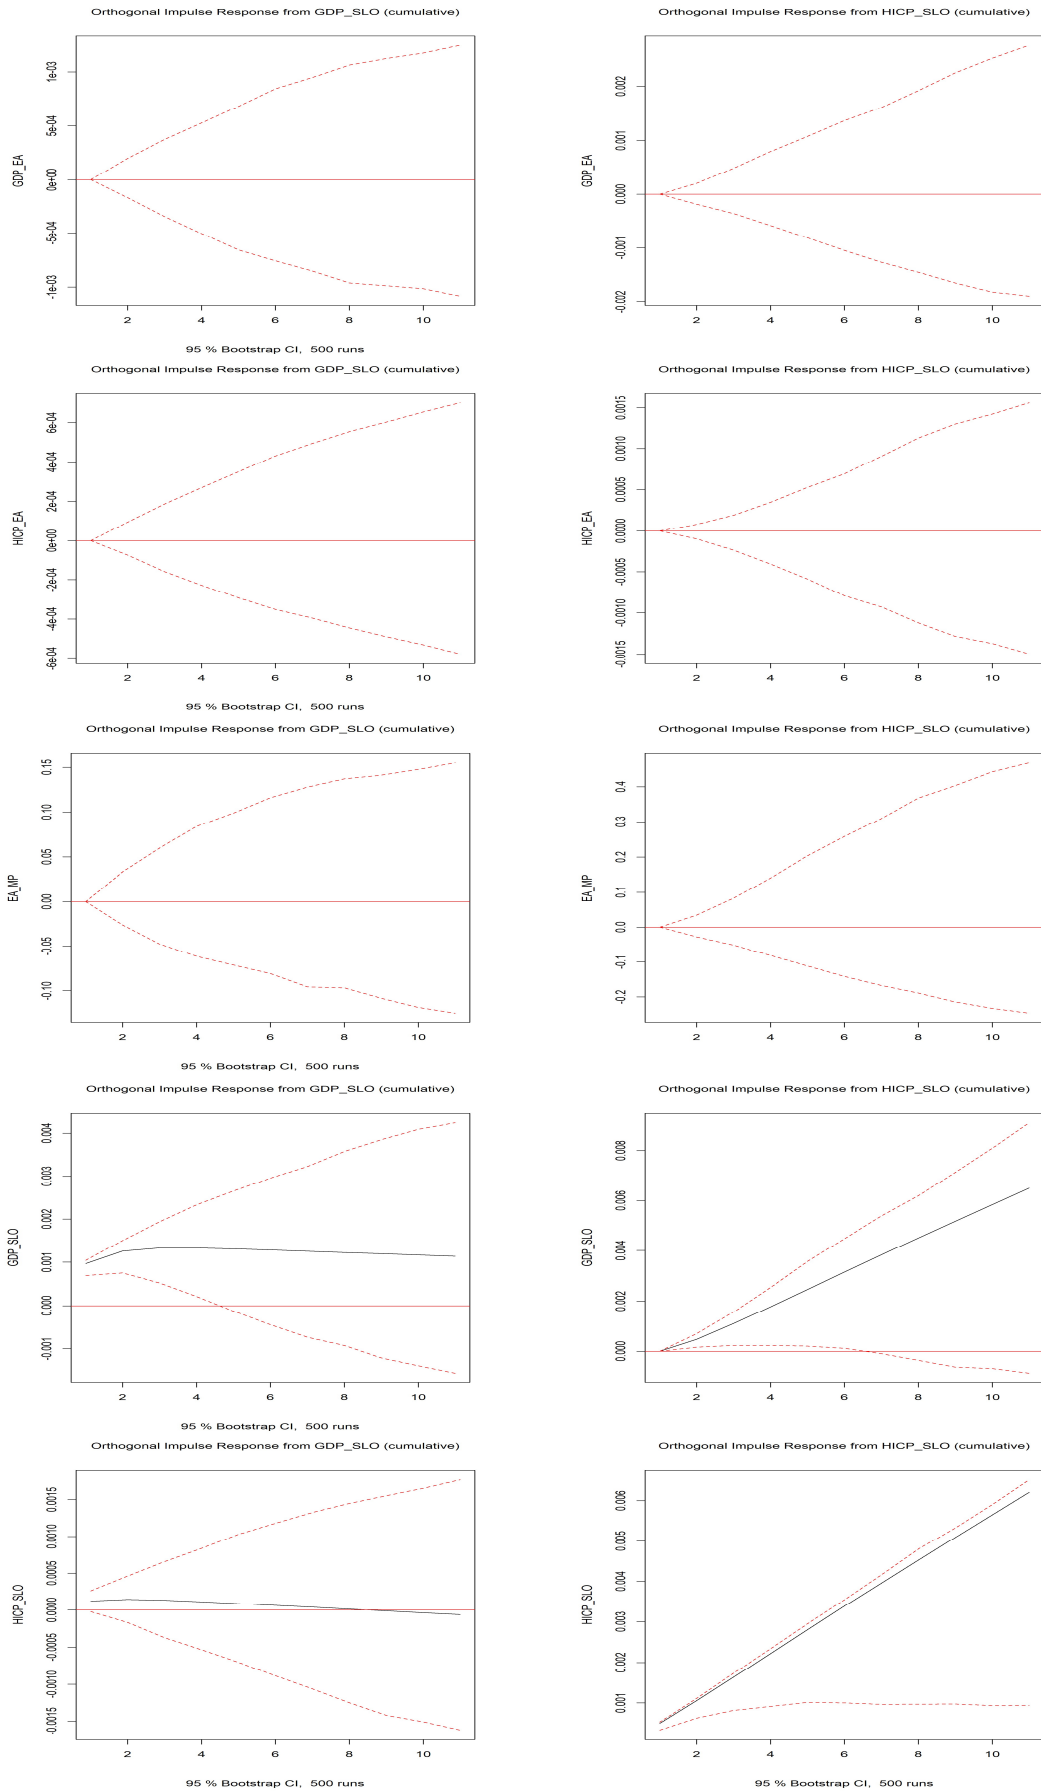 Orthogonal Impulse Response from GDP_SLO (cumulative)
GDP_EA
1e-03
5e-04
0e+00
-5e-04
-1e-03
2 4 6 8 10
95 % Bootstrap CI, 500 runs
Orthogonal Impulse Response from HICP_SLO (cumulative)
GDP_EA
0.002
0.001
0.000
-0.001
-0.002
2 4 6 8 10
Orthogonal Impulse Response from GDP_SLO (cumulative)
HICP_EA
6e-04
4e-04
2e-04
0e+00
-2e-04
-4e-04
-6e-04
2 4 6 8 10
95 % Bootstrap CI, 500 runs
Orthogonal Impulse Response from HICP_SLO (cumulative)
HICP_EA
0.0015
0.0010
0.0005
0.0000
-0.0005
-0.0010
-0.0015
2 4 6 8 10
Orthogonal Impulse Response from GDP_SLO (cumulative)
EA_MP
0.15
0.10
0.05
0.00
-0.05
-0.10
2 4 6 8 10
95 % Bootstrap CI, 500 runs
Orthogonal Impulse Response from HICP_SLO (cumulative)
EA_MP
0.4
0.3
0.2
0.1
0.0
-0.1
-0.2
2 4 6 8 10
Orthogonal Impulse Response from GDP_SLO (cumulative)
GDP_SLO
0.004
0.003
0.002
0.001
0.000
-0.001
2 4 6 8 10
95 % Bootstrap CI, 500 runs
Orthogonal Impulse Response from HICP_SLO (cumulative)
GDP_SLO
0.008
0.006
0.004
0.002
0.000
2 4 6 8 10
Orthogonal Impulse Response from GDP_SLO (cumulative)
HICP_SLO
0.0015
0.0010
0.0005
0.0000
-0.0005
-0.0010
-0.0015
2 4 6 8 10
95 % Bootstrap CI, 500 runs
Orthogonal Impulse Response from HICP_SLO (cumulative)
HICP_SLO
0.006
0.005
0.004
0.003
0.002
0.001
2 4 6 8 10
95 % Bootstrap CI, 500 runs